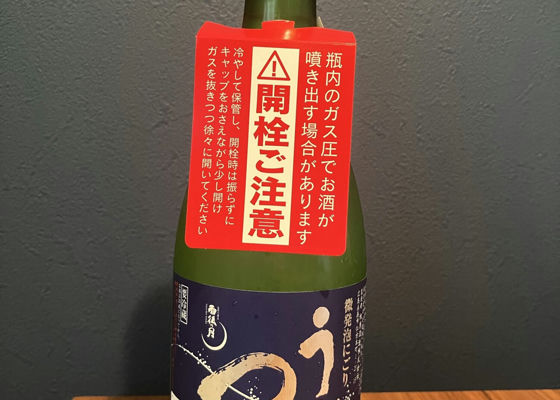 瓶内のガス圧でお酒が
噴き出す場合があります
開栓ご注意
冷やして保管し、開栓時は振らずに
キャップをおさえながら少し開け
ガスを抜きつつ徐々に開いてください
微発泡にごり
雨後の月
要冷蔵